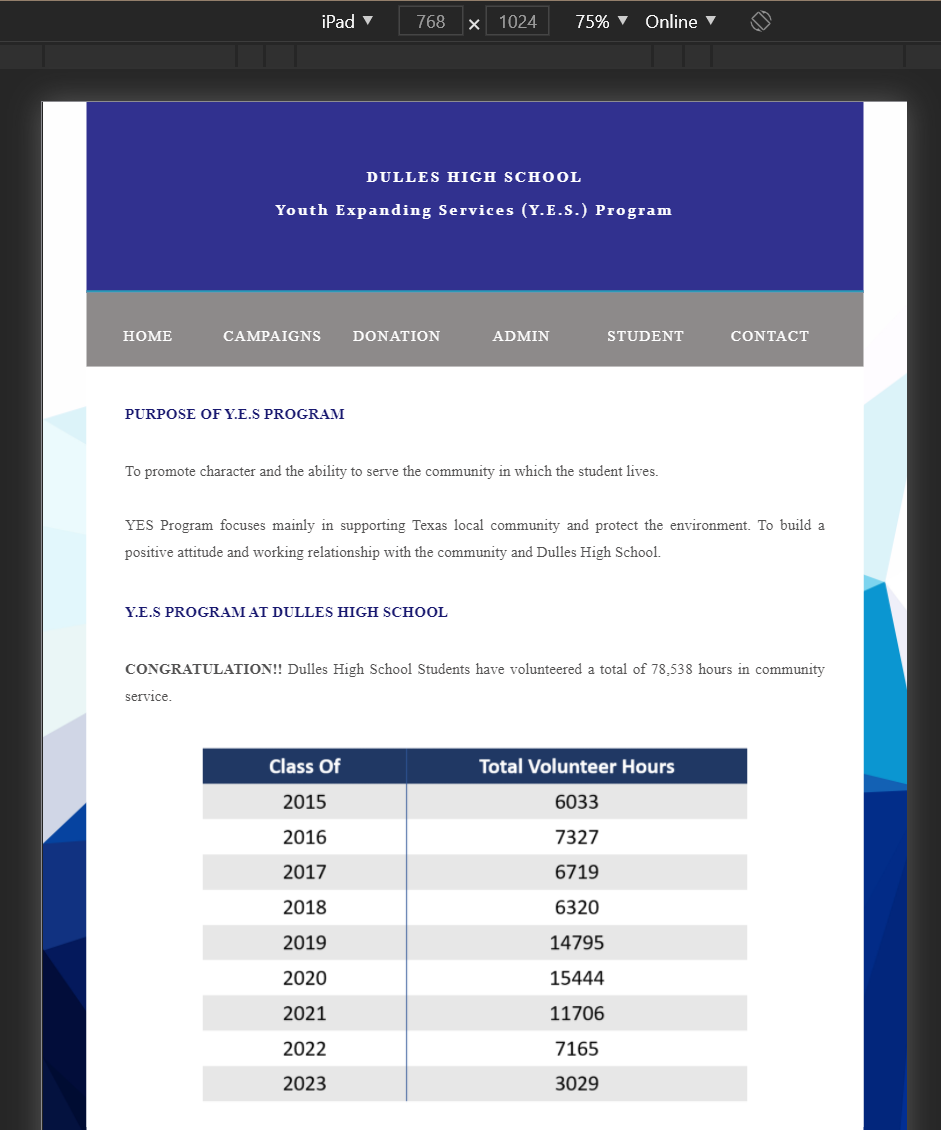 iPad ▼ 768 × 1024 75% ▼ Online ▼
DULLES HIGH SCHOOL
Youth Expanding Services (Y.E.S.) Program
HOME CAMPAIGNS DONATION ADMIN STUDENT CONTACT
PURPOSE OF Y.E.S PROGRAM
To promote character and the ability to serve the community in which the student lives.
YES Program focuses mainly in supporting Texas local community and protect the environment. To build a
positive attitude and working relationship with the community and Dulles High School.
Y.E.S PROGRAM AT DULLES HIGH SCHOOL
CONGRATULATION!! Dulles High School Students have volunteered a total of 78,538 hours in community
service.
Class Of Total Volunteer Hours
2015 6033
2016 7327
2017 6719
2018 6320
2019 14795
2020 15444
2021 11706
2022 7165
2023 3029